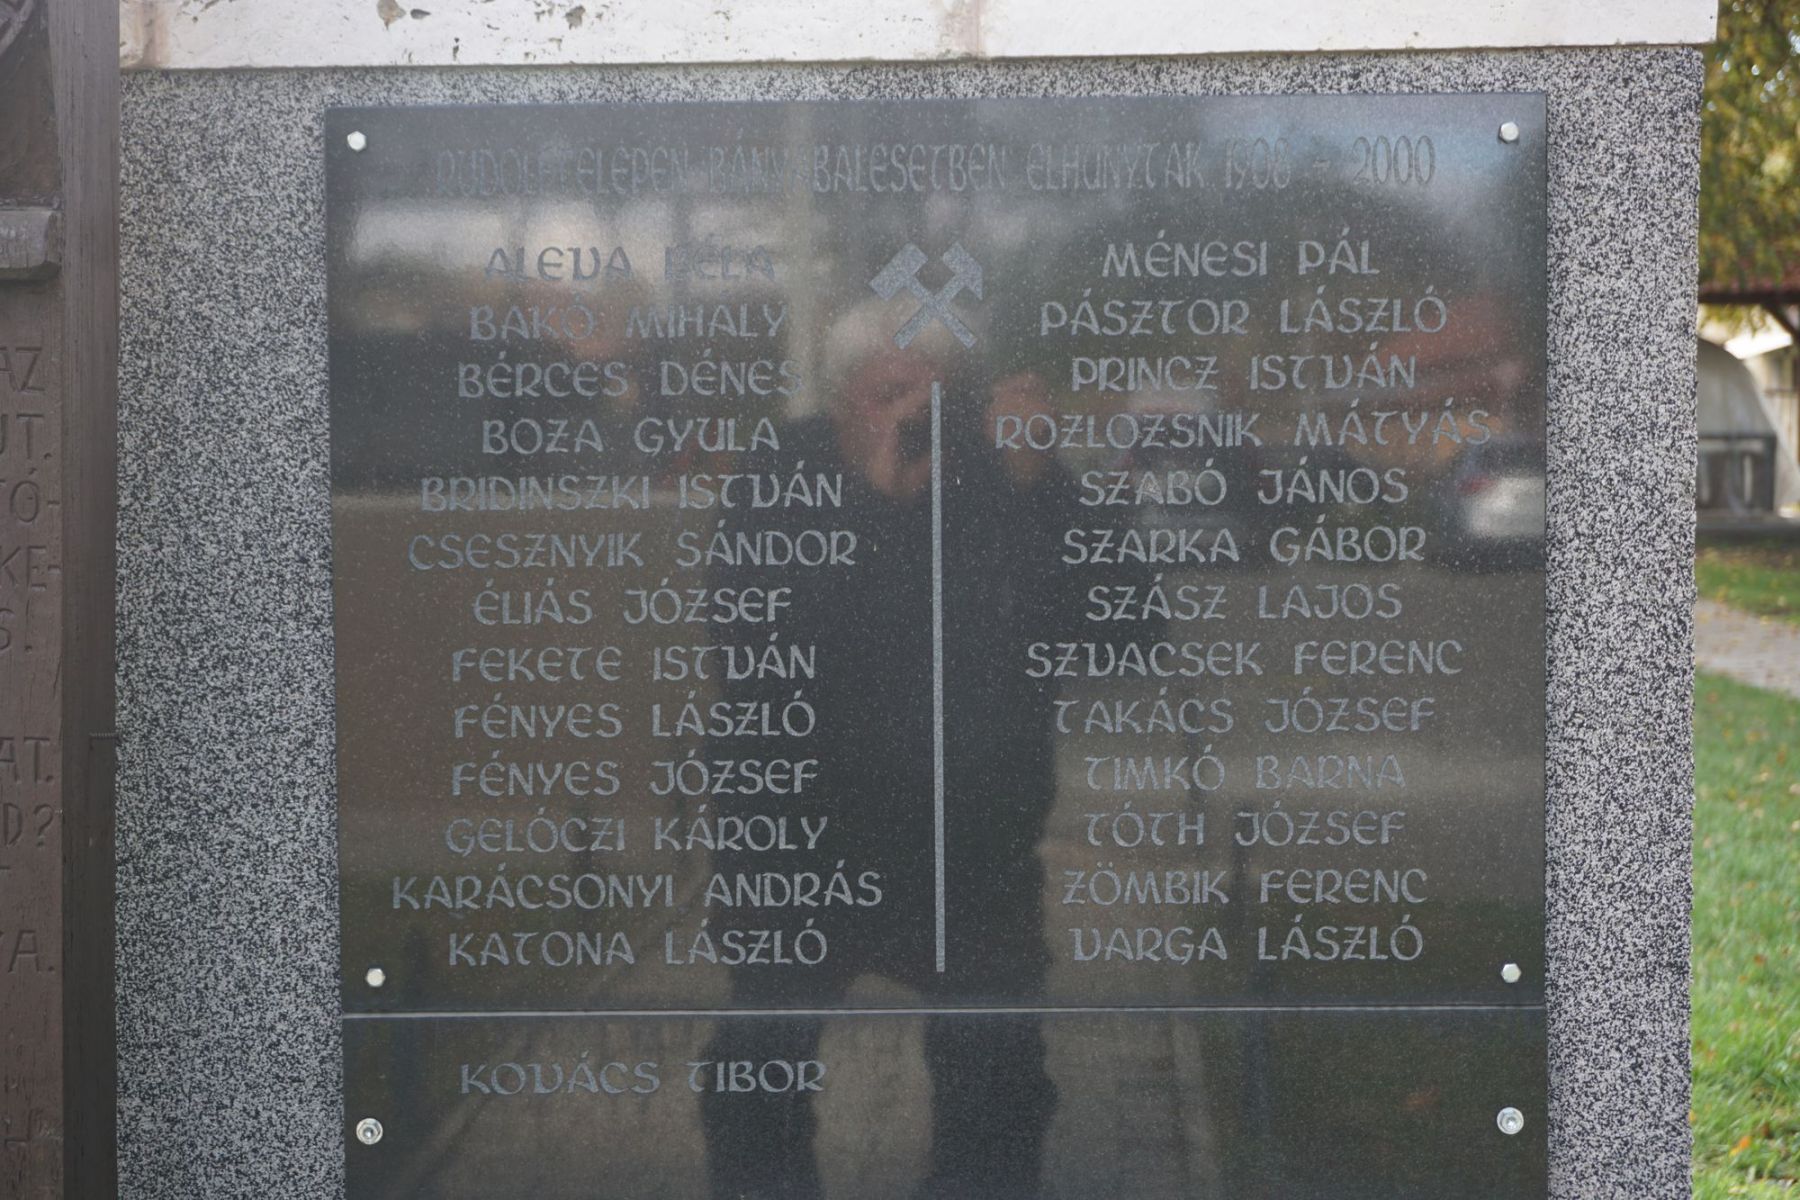 RUDOLFTELEPEN BÁNYABALESETBEN ELHUNYTAK 1908 - 2000
ALEVA BÉLA
BAKÓ MIHÁLY
BÉRCES DÉNES
BOZA GYULA
BRIDINSZKI ISTVÁN
CSESZNYIK SÁNDOR
ÉLIÁS JÓZSEF
FEKETE ISTVÁN
FÉNYES LÁSZLÓ
FÉNYES JÓZSEF
GELÓCZI KÁROLY
KARÁCSONYI ANDRÁS
KATONA LÁSZLÓ
MÉNESI PÁL
PÁSZTOR LÁSZLÓ
PRINCZ ISTVÁN
ROZLOZSNIK MÁTYÁS
SZABÓ JÁNOS
SZARKA GÁBOR
SZÁSZ LAJOS
SZVACSEK FERENC
TAKÁCS JÓZSEF
TIMKÓ BARNA
TÓTH JÓZSEF
ZÖMBIK FERENC
VARGA LÁSZLÓ
KOVÁCS TIBOR